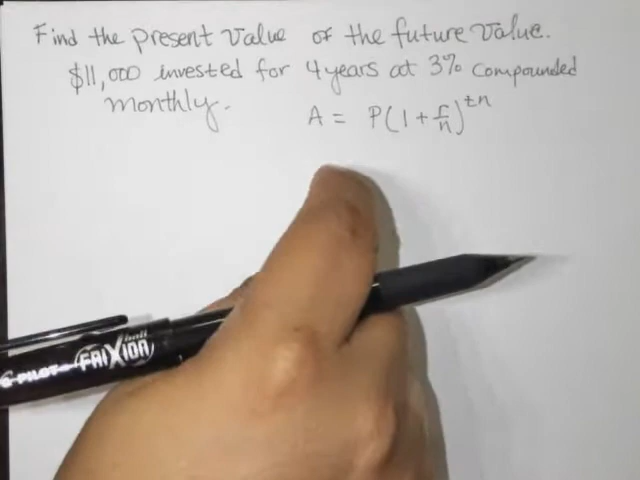 Find the present value of the future value.
$11,000 invested for 4 years at 3% compounded
monthly.
A = P(1 + r/n)^tn
PILOT FRIXION ball